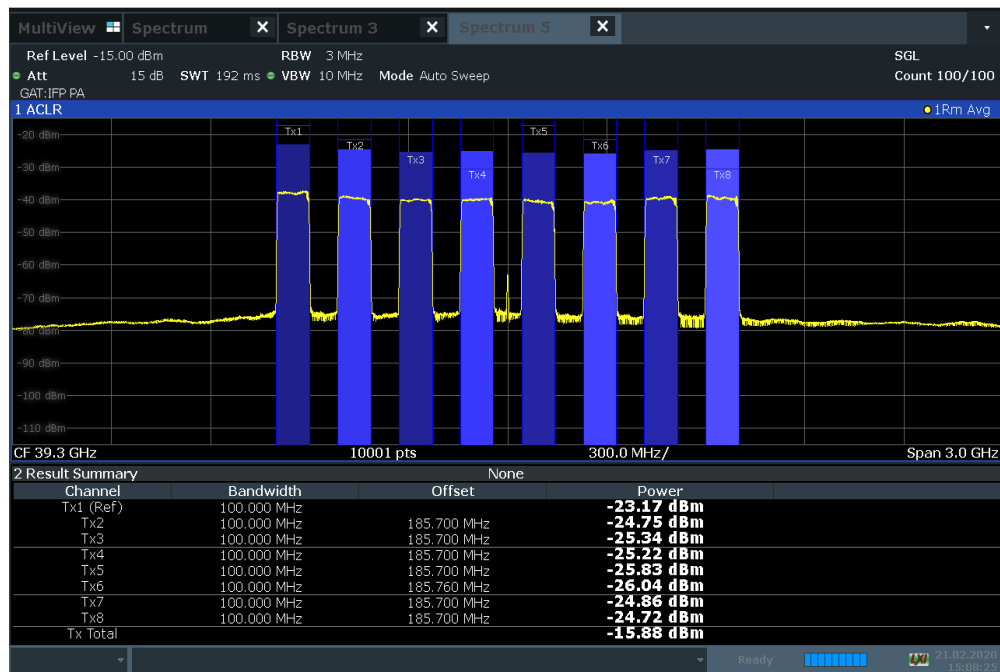 MultiView Spectrum X Spectrum 3 X Spectrum 5 X
Ref Level -15.00 dBm RBW 3 MHz SGL
Att 15 dB SWT 192 ms VBW 10 MHz Mode Auto Sweep Count 100/100
GAT:IFP PA
1 ACLR 1Rm Avg
Tx1 Tx5
-20 dBm
Tx2 Tx6
Tx3 Tx7
-30 dBm
Tx4 Tx8
-40 dBm
-50 dBm
-60 dBm
-70 dBm
-80 dBm
-90 dBm
-100 dBm
-110 dBm
CF 39.3 GHz 10001 pts 300.0 MHz/ Span 3.0 GHz
2 Result Summary None
Channel Bandwidth Offset Power
Tx1 (Ref) 100.000 MHz -23.17 dBm
Tx2 100.000 MHz 185.700 MHz -24.75 dBm
Tx3 100.000 MHz 185.700 MHz -25.34 dBm
Tx4 100.000 MHz 185.700 MHz -25.22 dBm
Tx5 100.000 MHz 185.700 MHz -25.83 dBm
Tx6 100.000 MHz 185.760 MHz -26.04 dBm
Tx7 100.000 MHz 185.700 MHz -24.86 dBm
Tx8 100.000 MHz 185.700 MHz -24.72 dBm
Tx Total -15.88 dBm
Ready LXI 21.02.2020
15:08:25